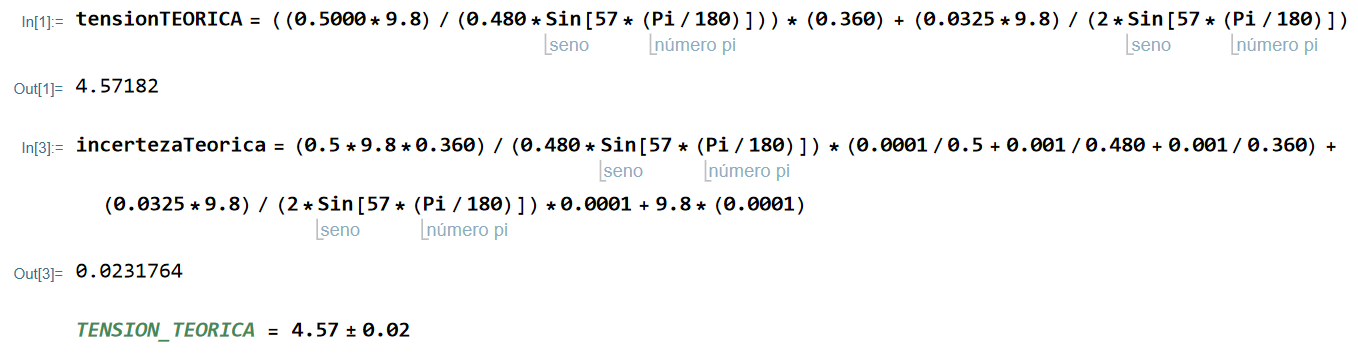 In[1]:= tensionTEORICA = ((0.5000*9.8) / (0.480*Sin[57*(Pi/180)]))*(0.360) + (0.0325*9.8) / (2*Sin[57*(Pi/180)])
seno número pi seno número pi
Out[1]= 4.57182
In[3]:= incertezaTeorica = (0.5*9.8*0.360) / (0.480*Sin[57*(Pi/180)])*(0.0001/0.5+0.001/0.480+0.001/0.360) +
seno número pi
(0.0325*9.8) / (2*Sin[57*(Pi/180)])*0.0001+9.8*(0.0001)
seno número pi
Out[3]= 0.0231764
TENSION_TEORICA = 4.57±0.02